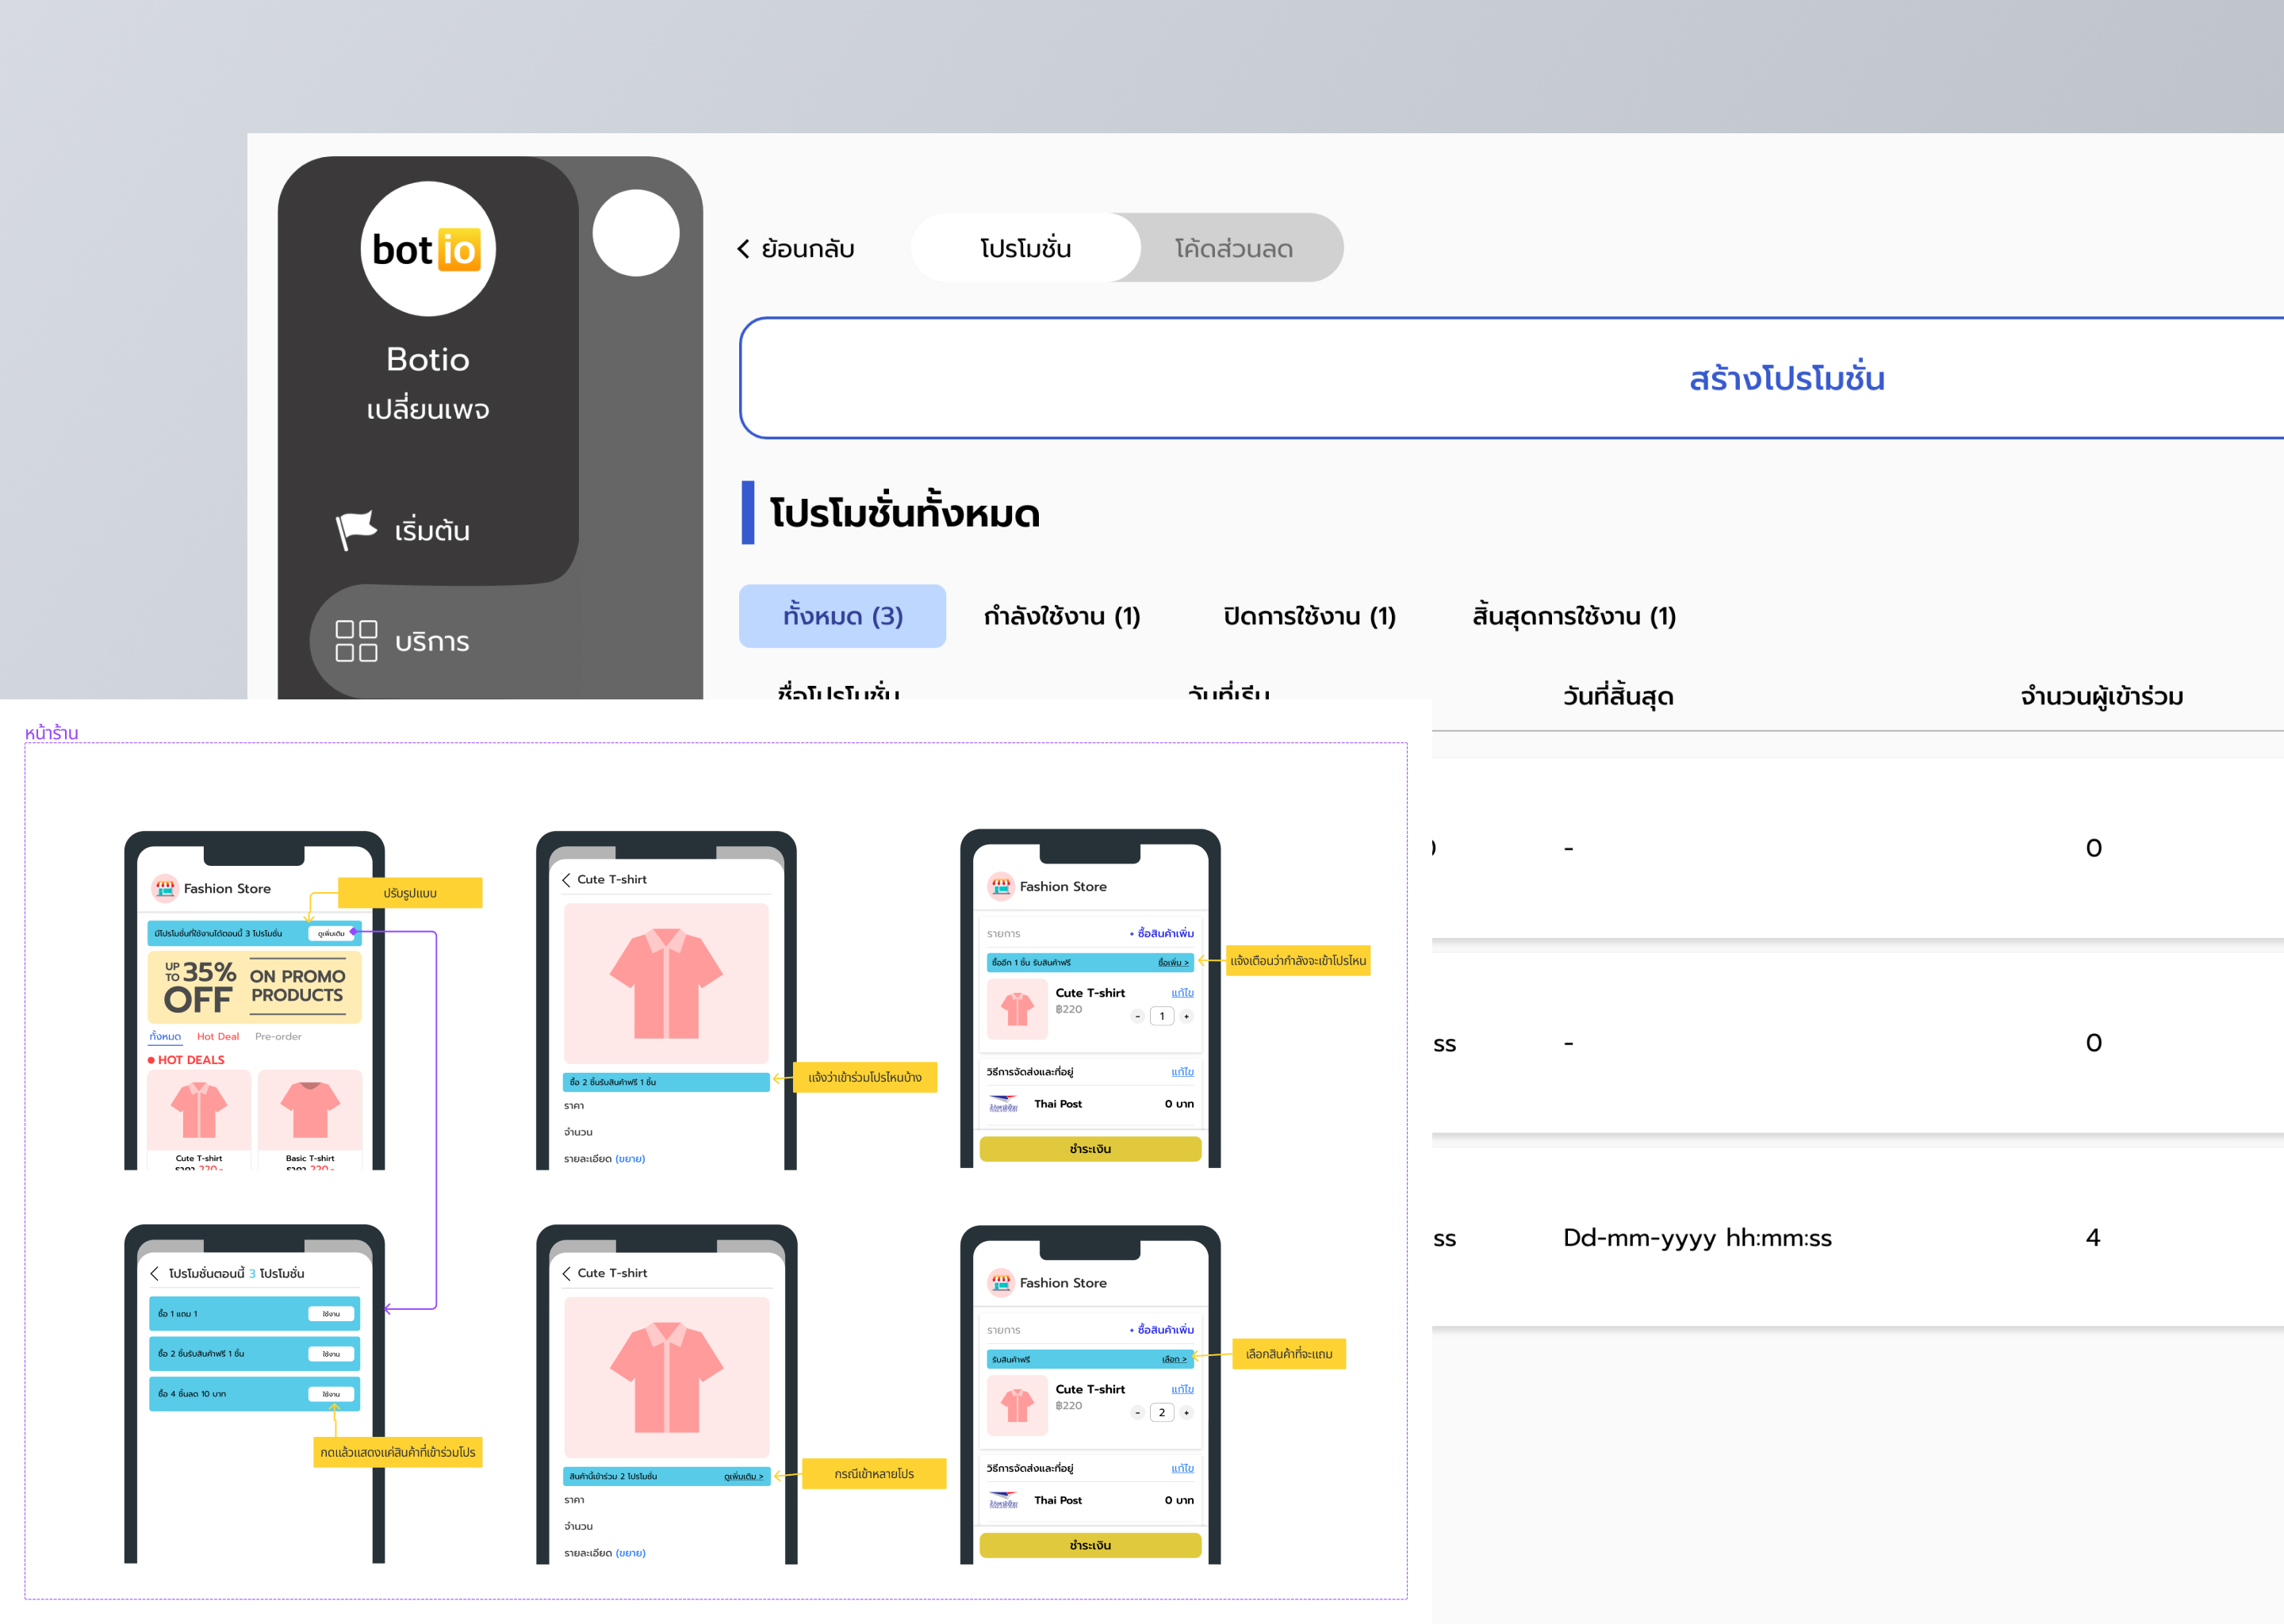 bot io
Botio
เปลี่ยนเพจ
เริ่มต้น
บริการ
ย้อนกลับ
โปรโมชั่น
โค้ดส่วนลด
สร้างโปรโมชั่น
โปรโมชั่นทั้งหมด
ทั้งหมด (3)
กำลังใช้งาน (1)
ปิดการใช้งาน (1)
สิ้นสุดการใช้งาน (1)
ชื่อโปรโมชั่น
วันที่เริ่ม
วันที่สิ้นสุด
จำนวนผู้เข้าร่วม
-
0
ss
-
0
ss
Dd-mm-yyyy hh:mm:ss
4
หน้าร้าน
Fashion Store
ปรับรูปแบบ
มีโปรโมชั่นที่ใช้งานได้ตอนนี้ 3 โปรโมชั่น
ดูเพิ่มเติม
UP TO 35% OFF
ON PROMO
PRODUCTS
ทั้งหมด
Hot Deal
Pre-order
HOT DEALS
Cute T-shirt
220.-
Basic T-shirt
220.-
Cute T-shirt
ซื้อ 2 ชิ้นรับสินค้าฟรี 1 ชิ้น
แจ้งว่าเข้าร่วมโปรไหนบ้าง
ราคา
จำนวน
รายละเอียด (ขยาย)
Fashion Store
รายการ
+ ซื้อสินค้าเพิ่ม
ซื้ออีก 1 ชิ้น รับสินค้าฟรี
ซื้อเพิ่ม >
แจ้งเตือนว่ากำลังจะเข้าโปรไหน
Cute T-shirt
แก้ไข
฿220
- 1 +
วิธีการจัดส่งและที่อยู่
แก้ไข
Thai Post
0 บาท
ชำระเงิน
โปรโมชั่นตอนนี้ 3 โปรโมชั่น
ซื้อ 1 แถม 1
ใช้งาน
ซื้อ 2 ชิ้นรับสินค้าฟรี 1 ชิ้น
ใช้งาน
ซื้อ 4 ชิ้นลด 10 บาท
ใช้งาน
กดแล้วแสดงแค่สินค้าที่เข้าร่วมโปร
Cute T-shirt
สินค้านี้เข้าร่วม 2 โปรโมชั่น
ดูเพิ่มเติม >
กรณีเข้าหลายโปร
ราคา
จำนวน
รายละเอียด (ขยาย)
Fashion Store
รายการ
+ ซื้อสินค้าเพิ่ม
รับสินค้าฟรี
เลือก >
เลือกสินค้าที่จะแถม
Cute T-shirt
แก้ไข
฿220
- 2 +
วิธีการจัดส่งและที่อยู่
แก้ไข
Thai Post
0 บาท
ชำระเงิน